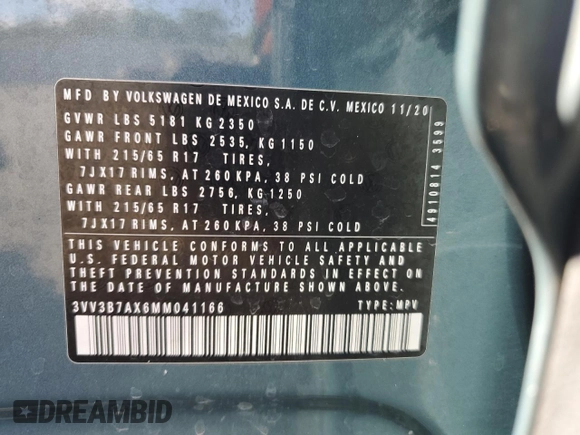 MFD BY VOLKSWAGEN DE MEXICO S.A. DE C.V. MEXICO 11/20
GVWR LBS 5181 KG 2350
GAWR FRONT LBS 2535, KG 1150
WITH 215/65 R17 TIRES,
7JX17 RIMS, AT 260 KPA, 38 PSI COLD
GAWR REAR LBS 2756, KG 1250
WITH 215/65 R17 TIRES,
7JX17 RIMS, AT 260 KPA, 38 PSI COLD
THIS VEHICLE CONFORMS TO ALL APPLICABLE
U.S. FEDERAL MOTOR VEHICLE SAFETY AND
THEFT PREVENTION STANDARDS IN EFFECT ON
THE DATE OF MANUFACTURE SHOWN ABOVE.
3VV3B7AX6MM041166 TYPE: MPV
4910814 3599
DREAMBID